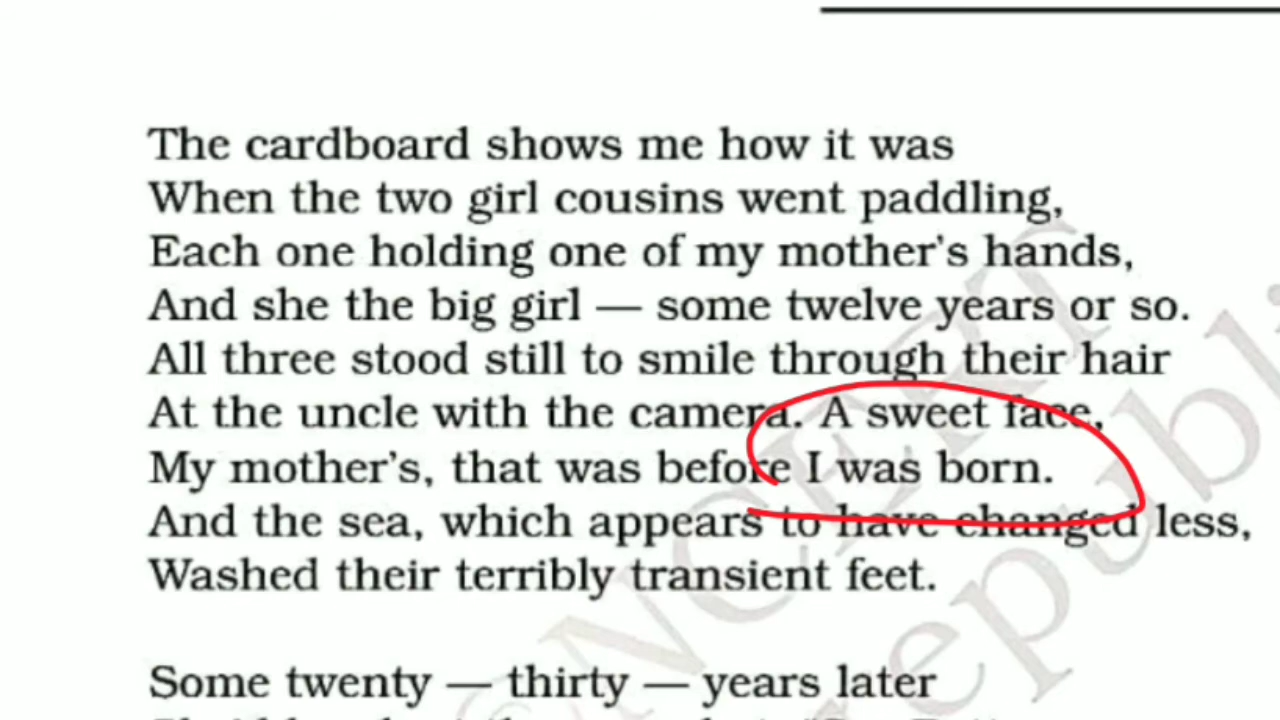 The cardboard shows me how it was
When the two girl cousins went paddling,
Each one holding one of my mother's hands,
And she the big girl — some twelve years or so.
All three stood still to smile through their hair
At the uncle with the camera. A sweet face,
My mother's, that was before I was born.
And the sea, which appears to have changed less,
Washed their terribly transient feet.
Some twenty — thirty — years later
NCERT
republi